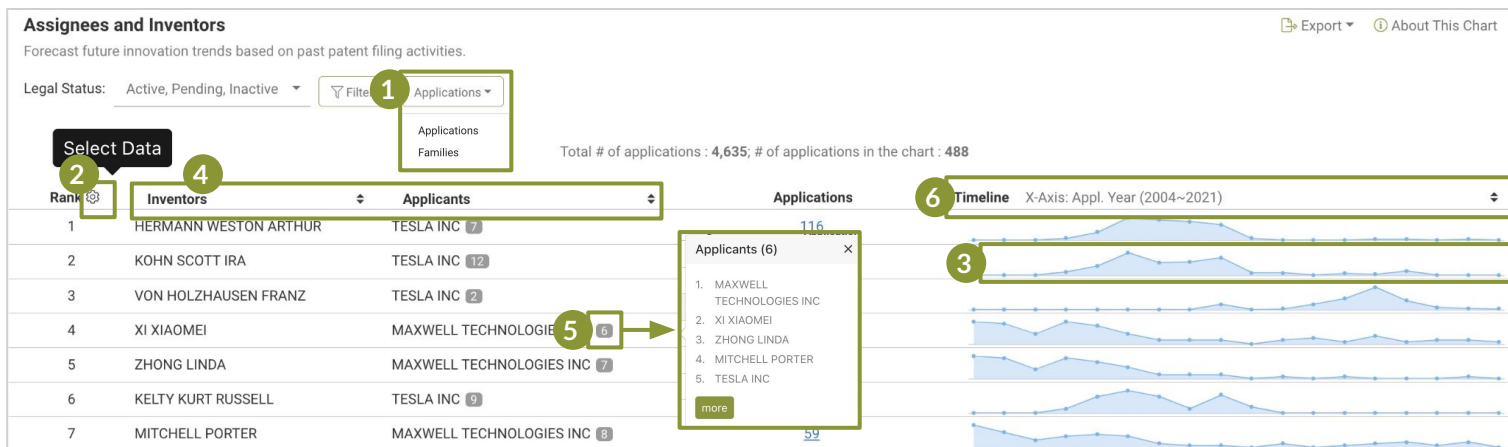 Assignees and Inventors
Export
About This Chart
Forecast future innovation trends based on past patent filing activities.
Legal Status: Active, Pending, Inactive
1
Applications
Applications
Families
Select Data
Total # of applications : 4,635; # of applications in the chart : 488
2
4
6
Rank Inventors Applicants Applications Timeline X-Axis: Appl. Year (2004~2021)
1 HERMANN WESTON ARTHUR TESLA INC 7 116
2 KOHN SCOTT IRA TESLA INC 12
3
3 VON HOLZHAUSEN FRANZ TESLA INC 2
4 XI XIAOMEI MAXWELL TECHNOLOGIES 5 6
5 ZHONG LINDA MAXWELL TECHNOLOGIES INC 7
6 KELTY KURT RUSSELL TESLA INC 9
7 MITCHELL PORTER MAXWELL TECHNOLOGIES INC 8 59
Applicants (6) ×
1. MAXWELL
TECHNOLOGIES INC
2. XI XIAOMEI
3. ZHONG LINDA
4. MITCHELL PORTER
5. TESLA INC
more